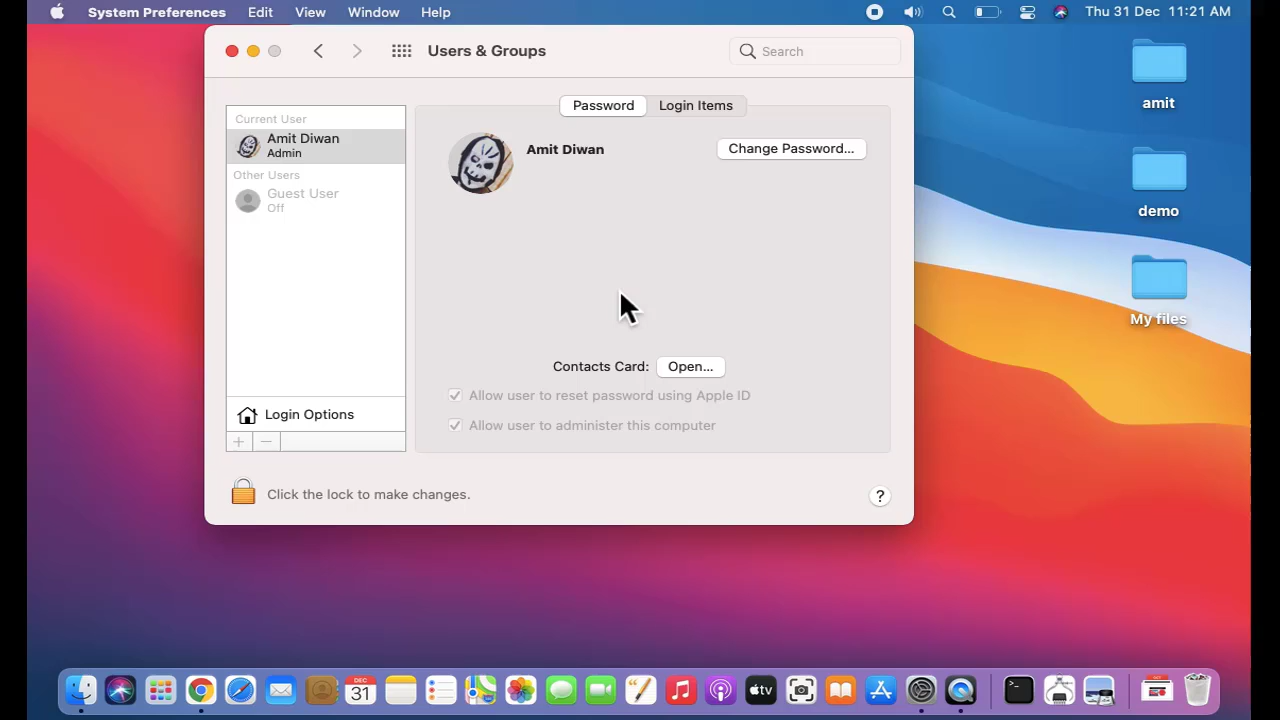 System Preferences Edit View Window Help
Thu 31 Dec 11:21 AM
Users & Groups
Search
Password Login Items
Current User
Amit Diwan
Admin
Other Users
Guest User
Off
Login Options
Amit Diwan
Change Password...
Contacts Card: Open...
Allow user to reset password using Apple ID
Allow user to administer this computer
Click the lock to make changes.
?
amit
demo
My files
DEC
31
tv